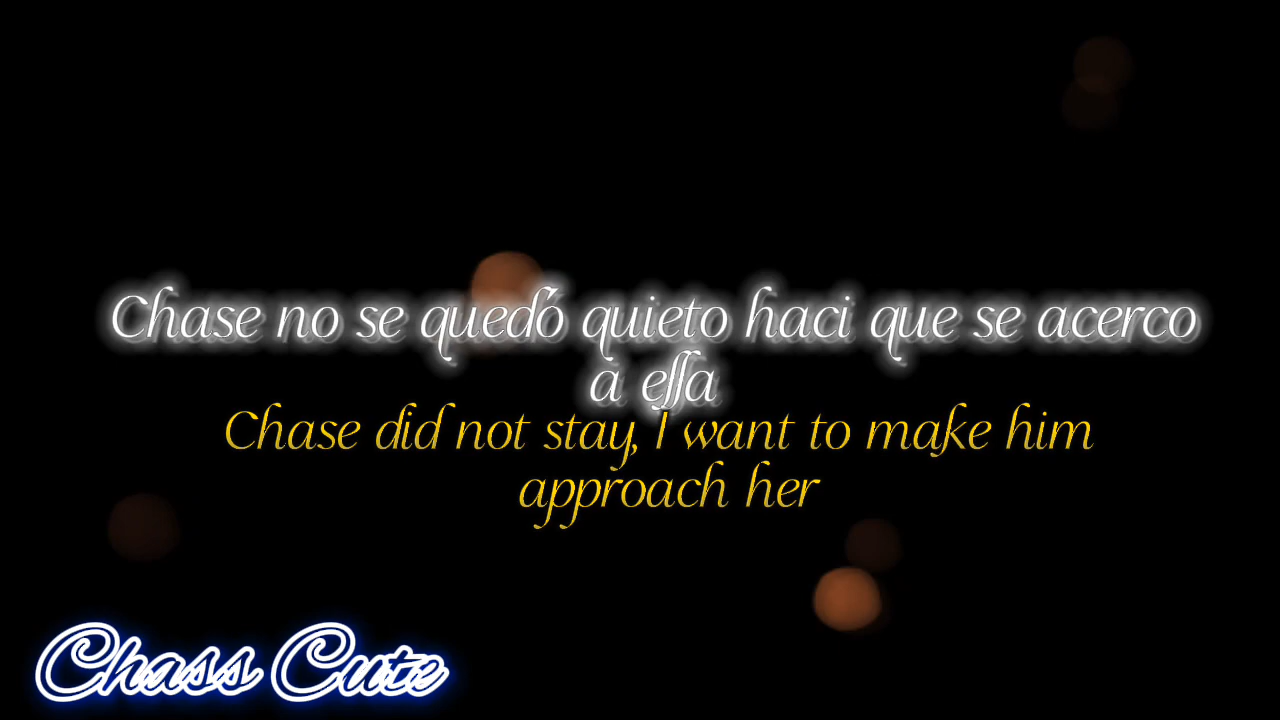 Chase no se quedó quieto haci que se acerco
a ella
Chase did not stay, I want to make him
approach her
Chass Cute